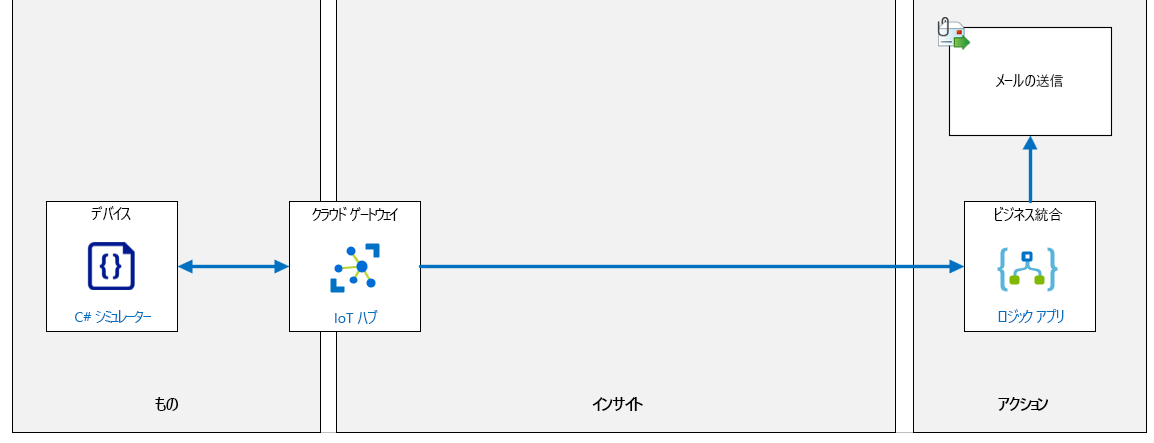 メールの送信
デバイス
C# シミュレーター
クラウド ゲートウェイ
IoT ハブ
ビジネス統合
ロジック アプリ
もの
インサイト
アクション